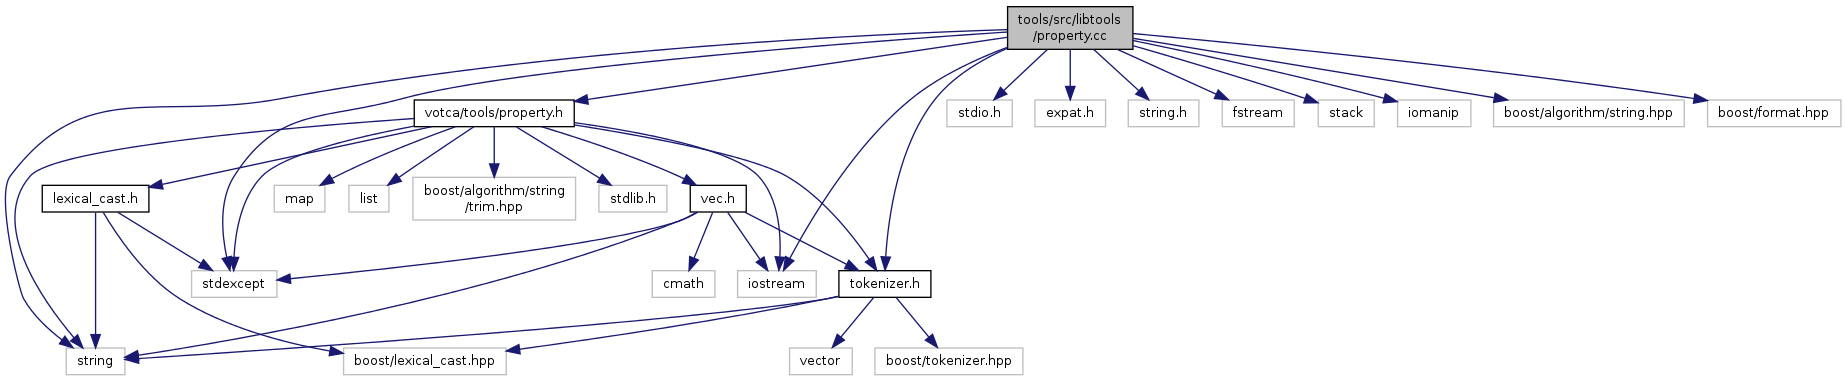 tools/src/libtools
/property.cc
votca/tools/property.h
stdio.h
expat.h
string.h
fstream
stack
iomanip
boost/algorithm/string.hpp
boost/format.hpp
lexical_cast.h
map
list
boost/algorithm/string
/trim.hpp
stdlib.h
vec.h
stdexcept
cmath
iostream
tokenizer.h
string
boost/lexical_cast.hpp
vector
boost/tokenizer.hpp